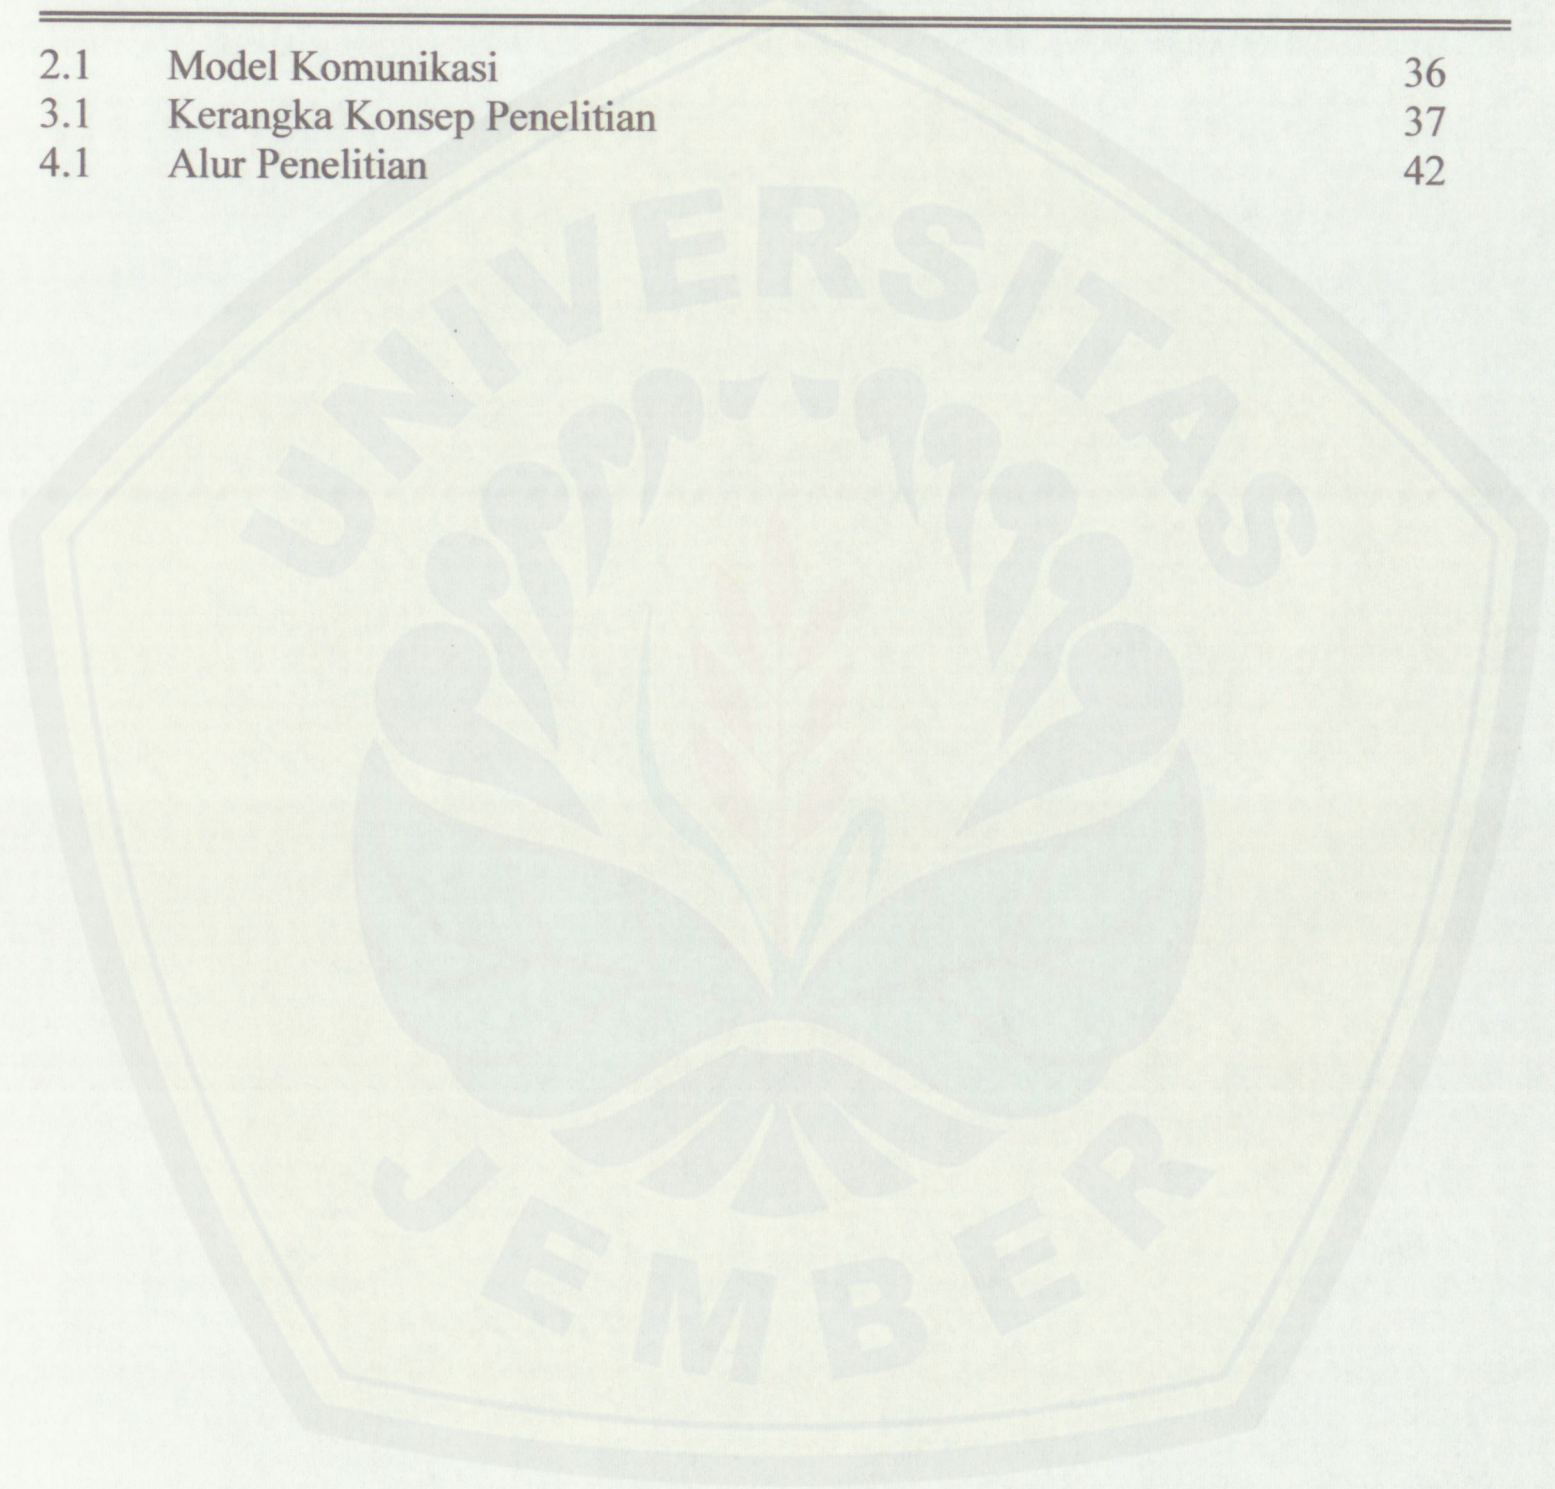 2.1 Model Komunikasi 36
3.1 Kerangka Konsep Penelitian 37
4.1 Alur Penelitian 42
UNIVERSITAS
JEMBER